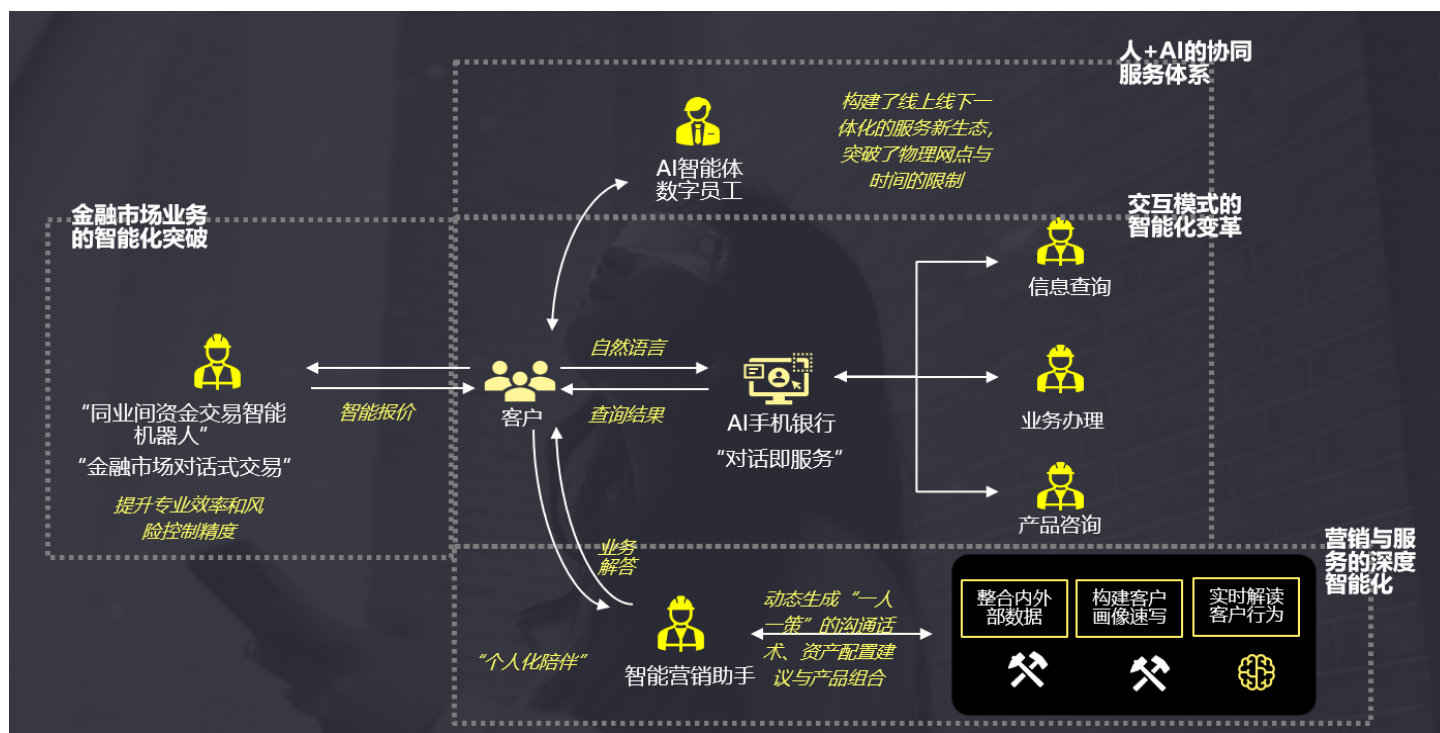 人+AI的协同
服务体系
构建了线上线下一
体化的服务新生态，
突破了物理网点与
时间的限制
AI智能体
数字员工
金融市场业务
的智能化突破
交互模式的
智能化变革
信息查询
自然语言
智能报价
客户
查询结果
AI手机银行
“对话即服务”
业务办理
“同业间资金交易智能
机器人”
“金融市场对话式交易”
提升专业效率和风
险控制精度
产品咨询
营销与服
务的深度
智能化
业务
解答
“个人化陪伴”
智能营销助手
动态生成“一人
一策”的沟通话
术、资产配置建
议与产品组合
整合内外
部数据
构建客户
画像速写
实时解读
客户行为